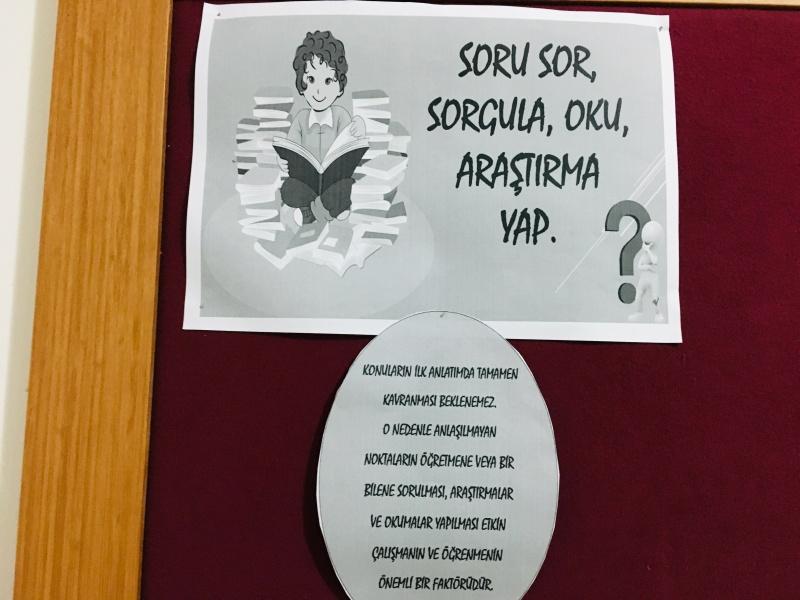 SORU SOR,
SORGULA, OKU,
ARAŞTIRMA
YAP.
?
KONULARIN İLK ANLATIMDA TAMAMEN
KAVRANMASI BEKLENEMEZ.
O NEDENLE ANLAŞILMAYAN
NOKTALARIN ÖĞRETMENE VEYA BİR
BİLENE SORULMASI, ARAŞTIRMALAR
VE OKUMALAR YAPILMASI ETKİN
ÇALIŞMANIN VE ÖĞRENMENİN
ÖNEMLİ BİR FAKTÖRÜDÜR.